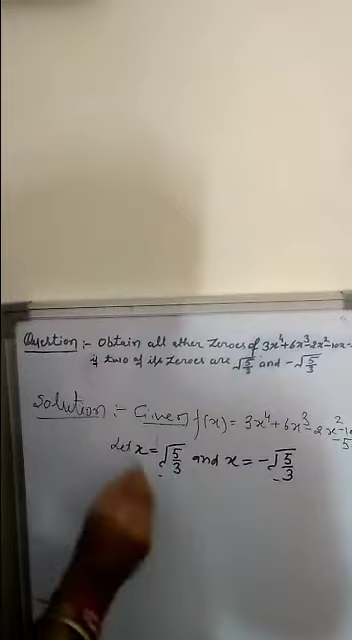 Question :- Obtain all other zeroes of 3x⁴+6x³-2x²-10x-
if two of its zeroes are √5/3 and -√5/3
Solution :- Given f(x) = 3x⁴+6x³-2x²-10
-5
Let x = √5/3 and x = -√5/3